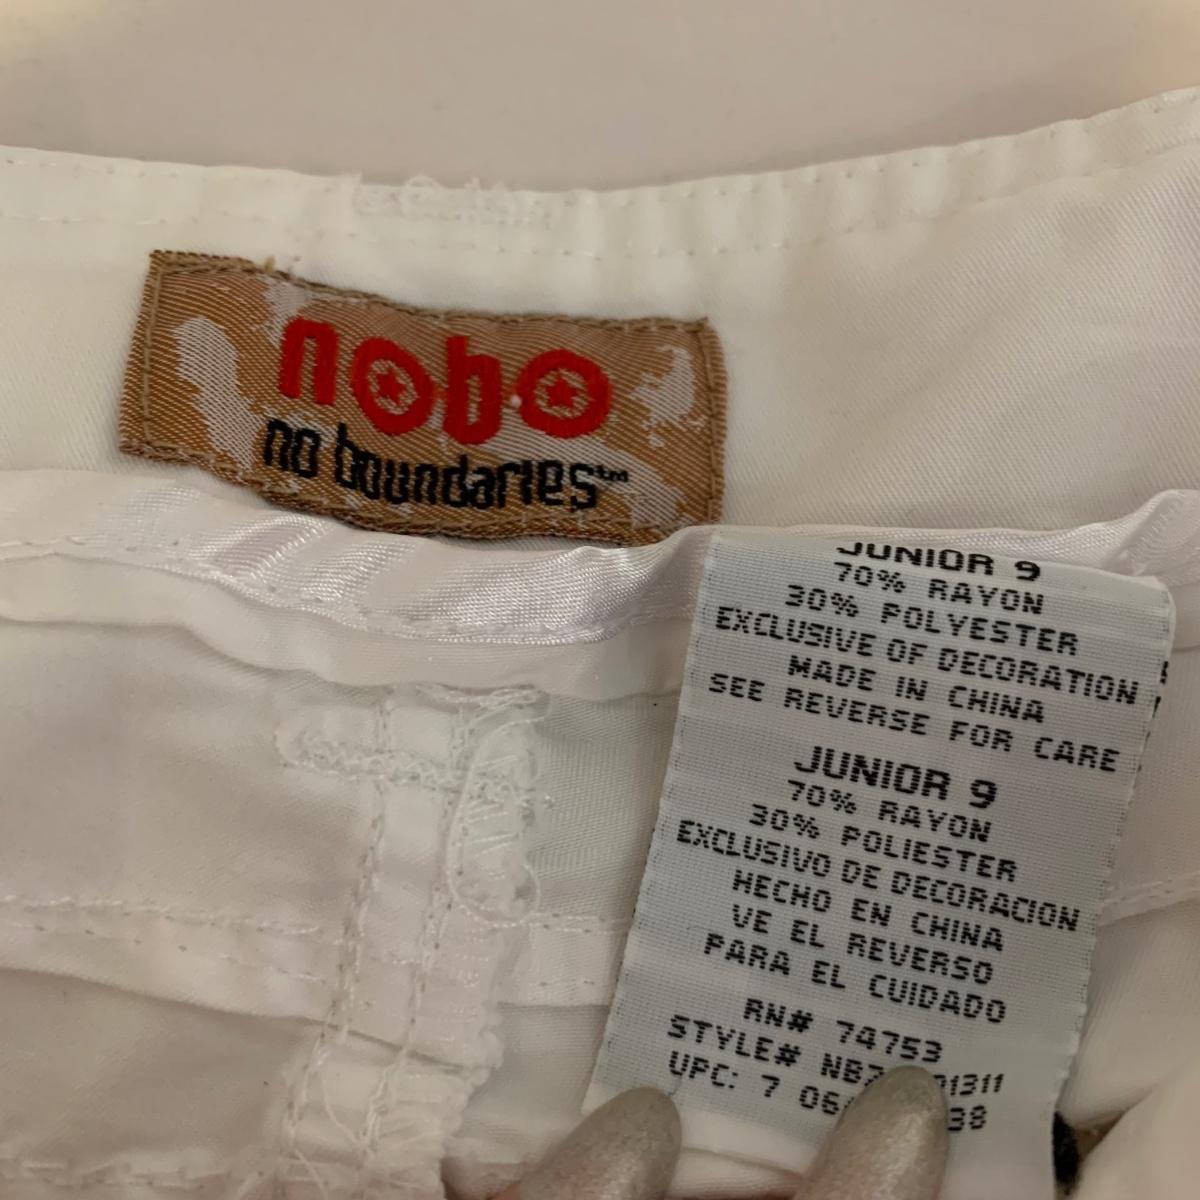 nobo
no boundaries™
JUNIOR 9
70% RAYON
30% POLYESTER
EXCLUSIVE OF DECORATION
MADE IN CHINA
SEE REVERSE FOR CARE
JUNIOR 9
70% RAYON
30% POLIESTER
EXCLUSIVO DE DECORACION
HECHO EN CHINA
VE EL REVERSO
PARA EL CUIDADO
RN# 74753
STYLE#
UPC: 7